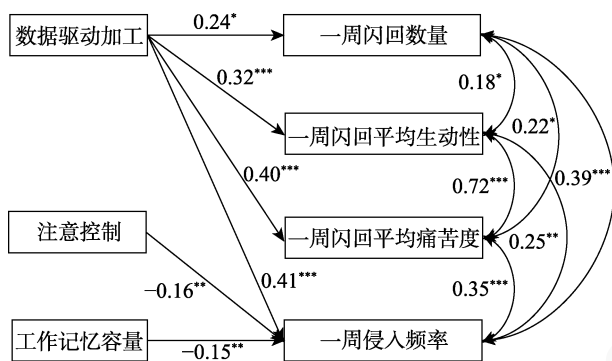 数据驱动加工
0.24*
一周闪回数量
0.32***
0.18*
一周闪回平均生动性
0.22*
0.40***
0.72***
0.39***
注意控制
一周闪回平均痛苦度
0.25**
−0.16**
0.41***
0.35***
工作记忆容量
−0.15**
一周侵入频率